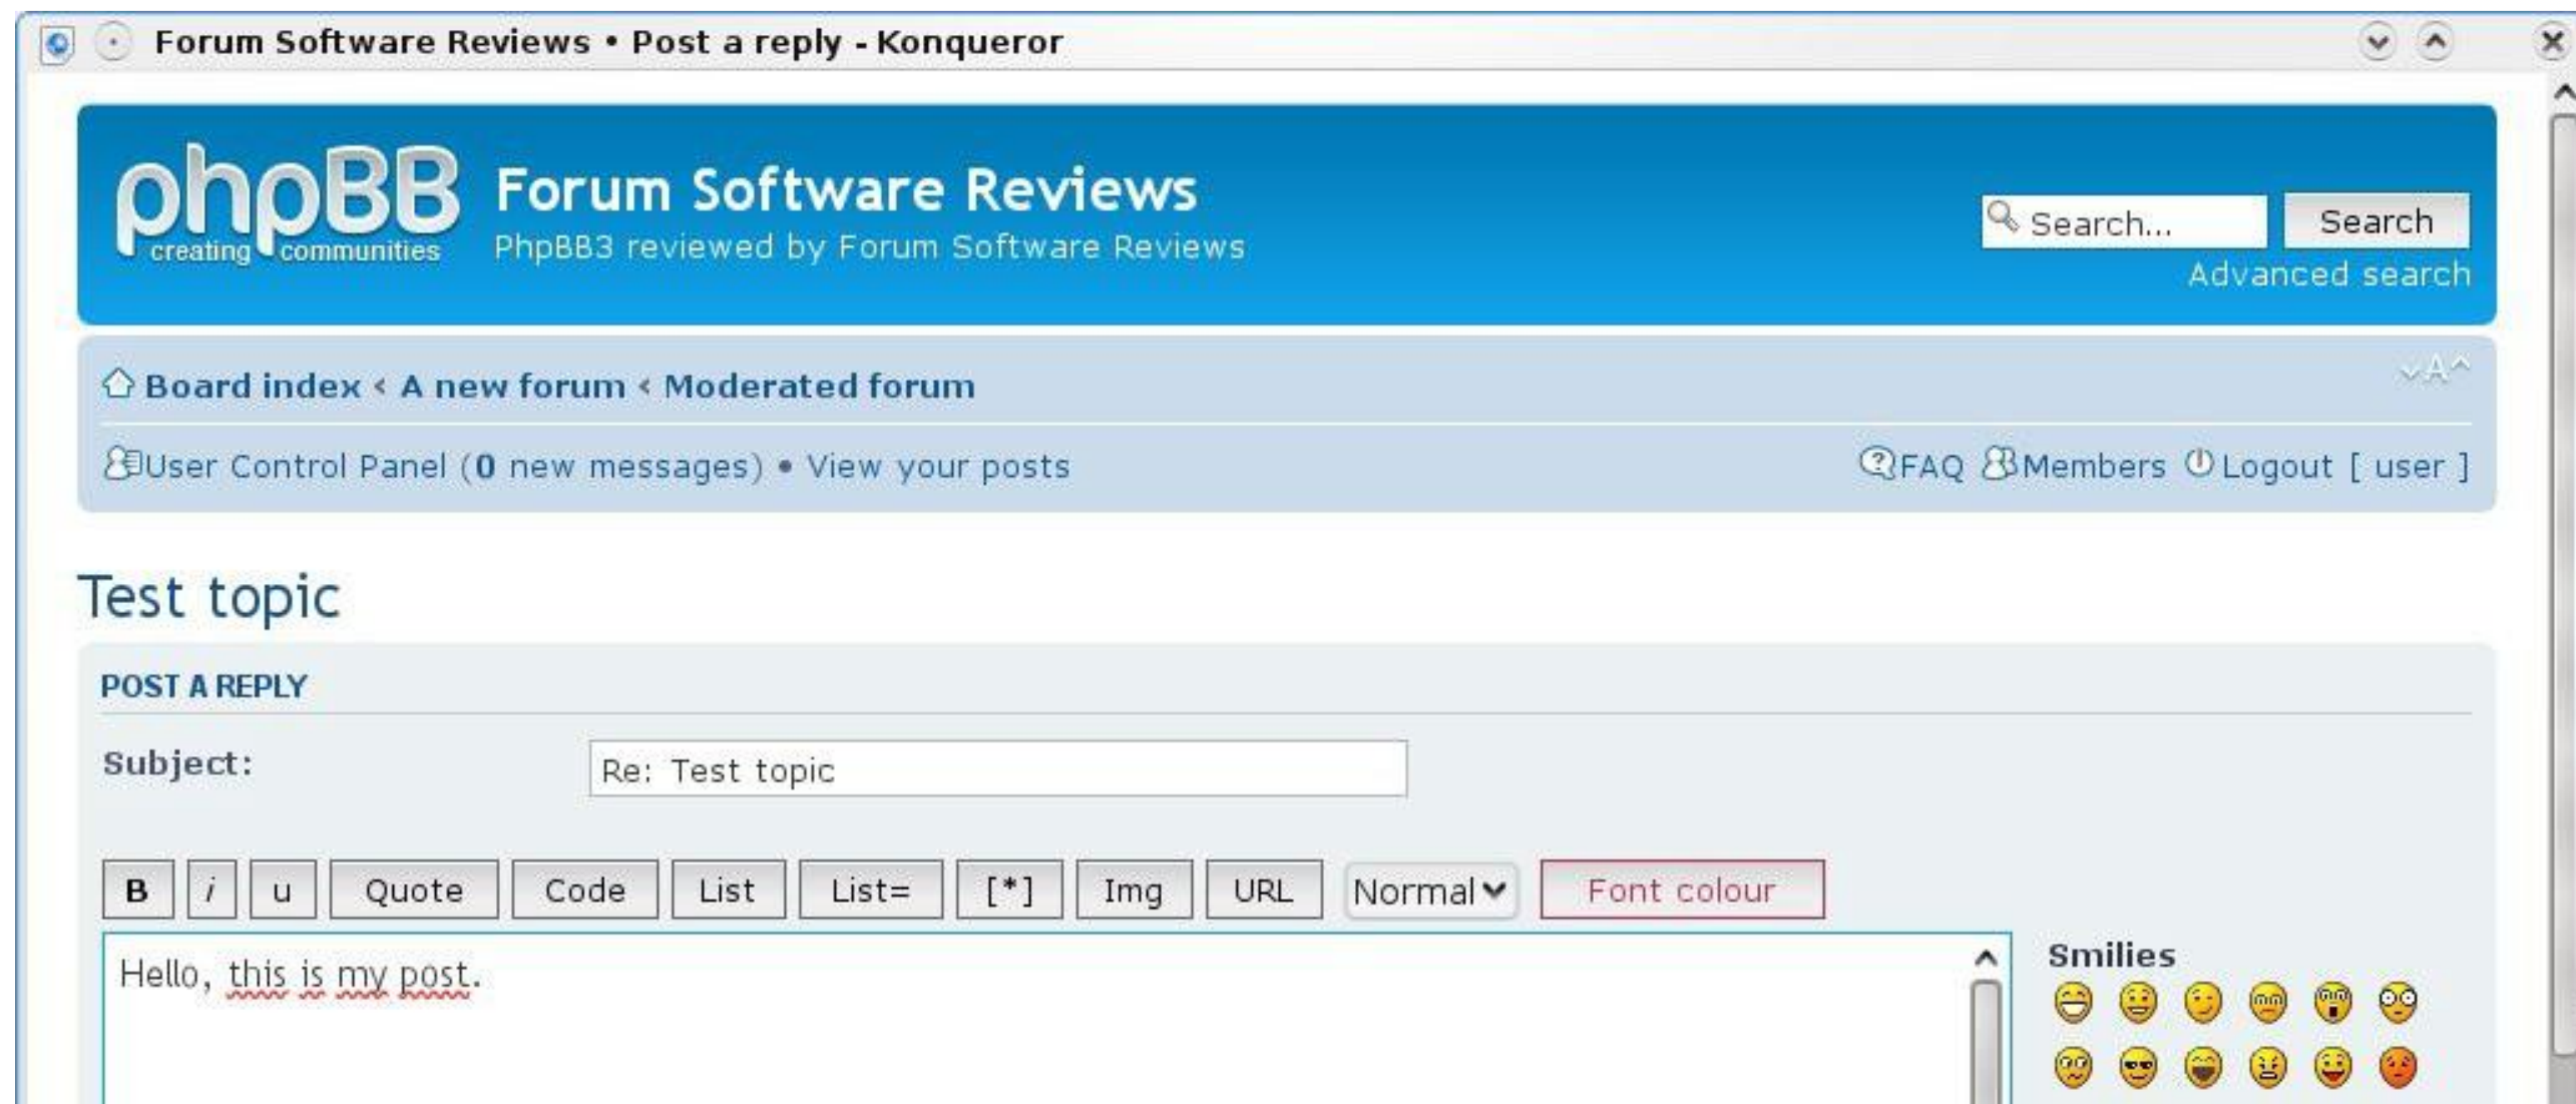 Forum Software Reviews • Post a reply - Konqueror
phpBB
creating communities
Forum Software Reviews
PhpBB3 reviewed by Forum Software Reviews
Search...
Search
Advanced search
Board index ‹ A new forum ‹ Moderated forum
A
User Control Panel (0 new messages) • View your posts
FAQ Members Logout [ user ]
Test topic
POST A REPLY
Subject:
Re: Test topic
B i u Quote Code List List= [*] Img URL Normal Font colour
Hello, this is my post.
Smilies